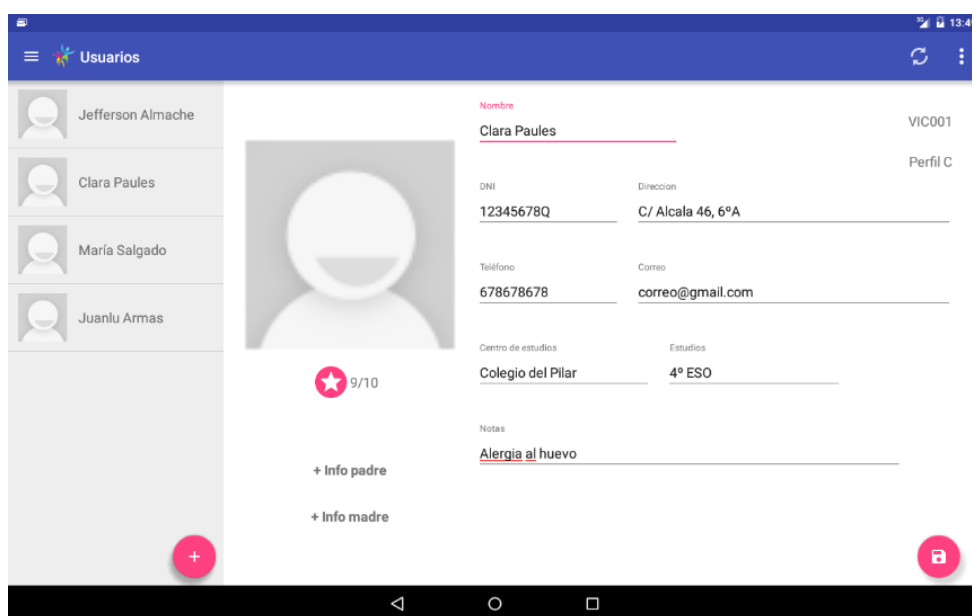 3G 13:49
Usuarios
Jefferson Almache
Clara Paules
María Salgado
Juanlu Armas
9/10
+ Info padre
+ Info madre
Nombre
Clara Paules
VIC001
Perfil C
DNI
Direccion
12345678Q
C/ Alcala 46, 6ºA
Teléfono
Correo
678678678
correo@gmail.com
Centro de estudios
Estudios
Colegio del Pilar
4º ESO
Notas
Alergia al huevo